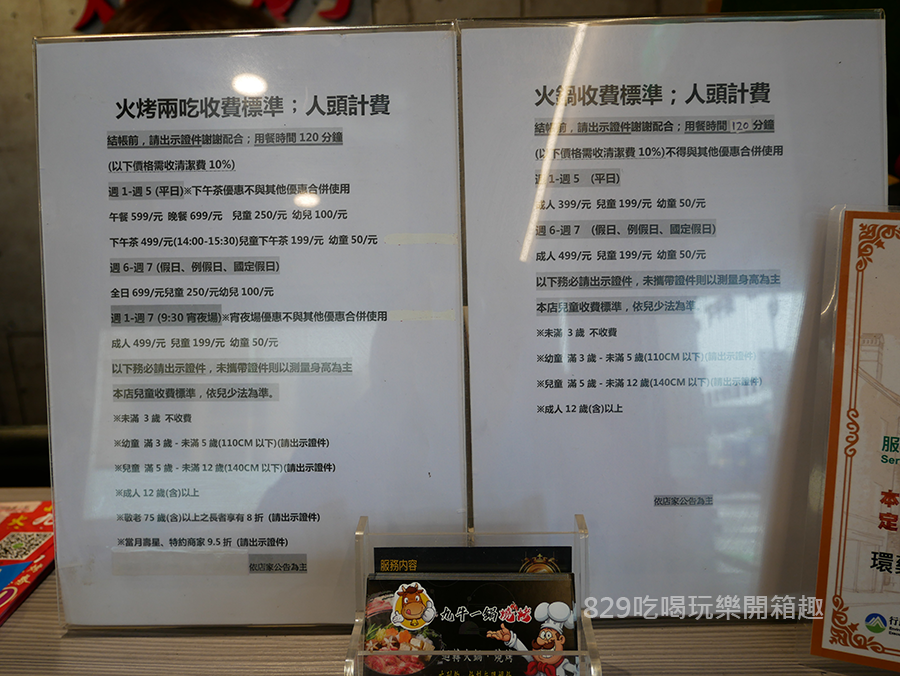 火烤兩吃收費標準；人頭計費
結帳前，請出示證件謝謝配合；用餐時間 120 分鐘
(以下價格需收清潔費 10%)
週 1-週 5 (平日)※下午茶優惠不與其他優惠合併使用
午餐 599/元 晚餐 699/元 兒童 250/元 幼兒 100/元
下午茶 499/元(14:00-15:30)兒童下午茶 199/元 幼童 50/元
週 6-週 7 (假日、例假日、國定假日)
全日 699/元兒童 250/元幼兒 100/元
週 1-週 7 (9:30 宵夜場)※宵夜場優惠不與其他優惠合併使用
成人 499/元 兒童 199/元 幼童 50/元
以下務必請出示證件，未攜帶證件則以測量身高為主
本店兒童收費標準，依兒少法為準。
※未滿 3 歲 不收費
※幼童 滿 3 歲 - 未滿 5 歲(110CM 以下)(請出示證件)
※兒童 滿 5 歲 - 未滿 12 歲(140CM 以下)(請出示證件)
※成人 12 歲(含)以上
※敬老 75 歲(含)以上之長者享有 8 折 (請出示證件)
※當月壽星、特約商家 9.5 折 (請出示證件)
依店家公告為主
火鍋收費標準；人頭計費
結帳前，請出示證件謝謝配合；用餐時間 120 分鐘
(以下價格需收清潔費 10%)不得與其他優惠合併使用
週 1-週 5 (平日)
成人 399/元 兒童 199/元 幼童 50/元
週 6-週 7 (假日、例假日、國定假日)
成人 499/元 兒童 199/元 幼童 50/元
以下務必請出示證件，未攜帶證件則以測量身高為主
本店兒童收費標準，依兒少法為準
※未滿 3 歲 不收費
※幼童 滿 3 歲 - 未滿 5 歲(110CM 以下)(請出示證件)
※兒童 滿 5 歲 - 未滿 12 歲(140CM 以下)(請出示證件)
※成人 12 歲(含)以上
依店家公告為主
服務內容
九牛一鍋燒烤
火鍋．燒烤
服
Ser
本
定
環
行
829吃喝玩樂開箱趣